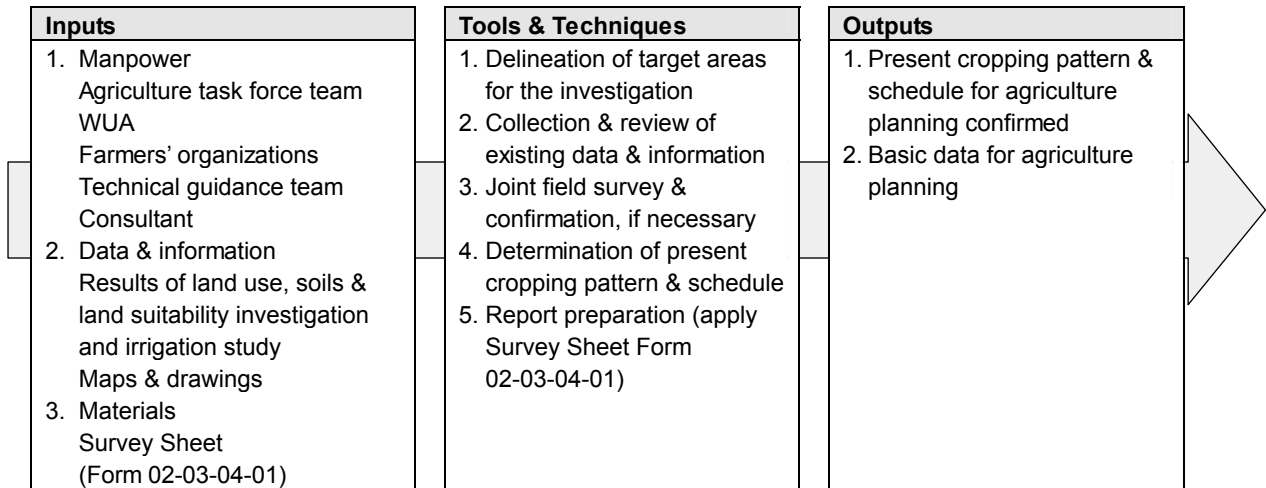 Inputs
1. Manpower
Agriculture task force team
WUA
Farmers' organizations
Technical guidance team
Consultant
2. Data & information
Results of land use, soils &
land suitability investigation
and irrigation study
Maps & drawings
3. Materials
Survey Sheet
(Form 02-03-04-01)
Tools & Techniques
1. Delineation of target areas
for the investigation
2. Collection & review of
existing data & information
3. Joint field survey &
confirmation, if necessary
4. Determination of present
cropping pattern & schedule
5. Report preparation (apply
Survey Sheet Form
02-03-04-01)
Outputs
1. Present cropping pattern &
schedule for agriculture
planning confirmed
2. Basic data for agriculture
planning